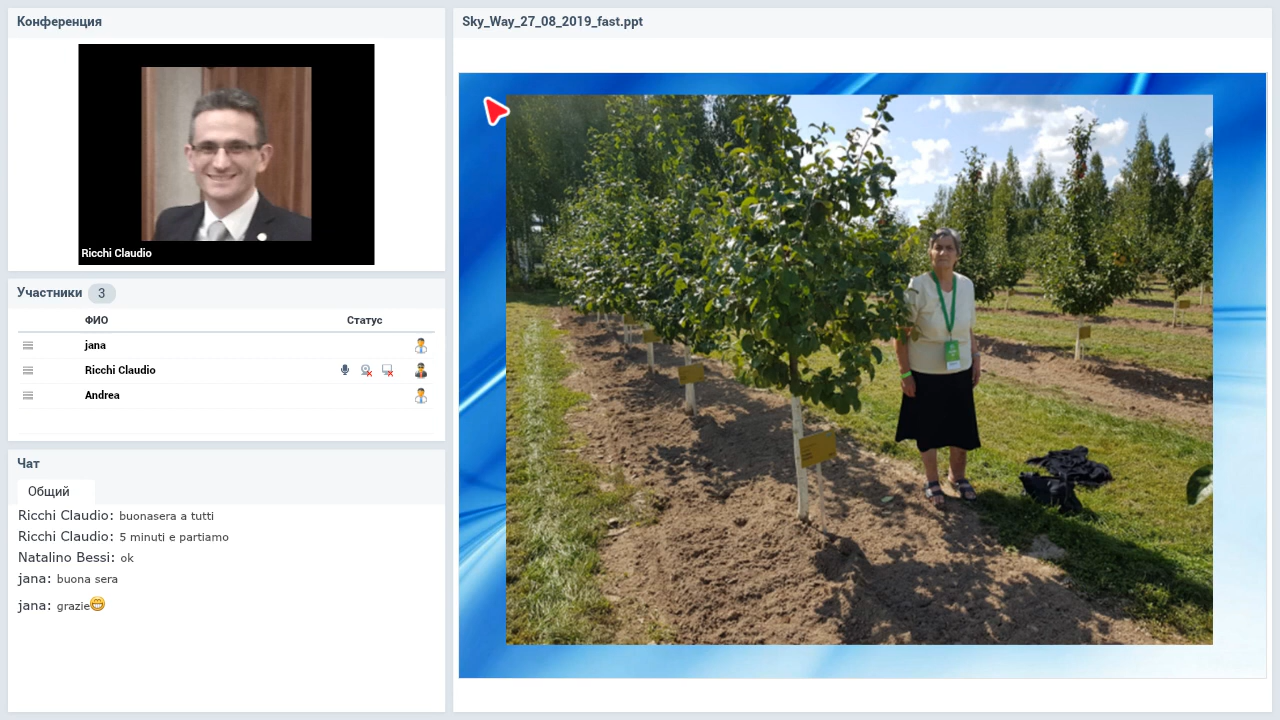 Конференция
Ricchi Claudio
Участники 3
ФИО Статус
jana
Ricchi Claudio
Andrea
Чат
Общий
Ricchi Claudio: buonasera a tutti
Ricchi Claudio: 5 minuti e partiamo
Natalino Bessi: ok
jana: buona sera
jana: grazie
Sky_Way_27_08_2019_fast.ppt